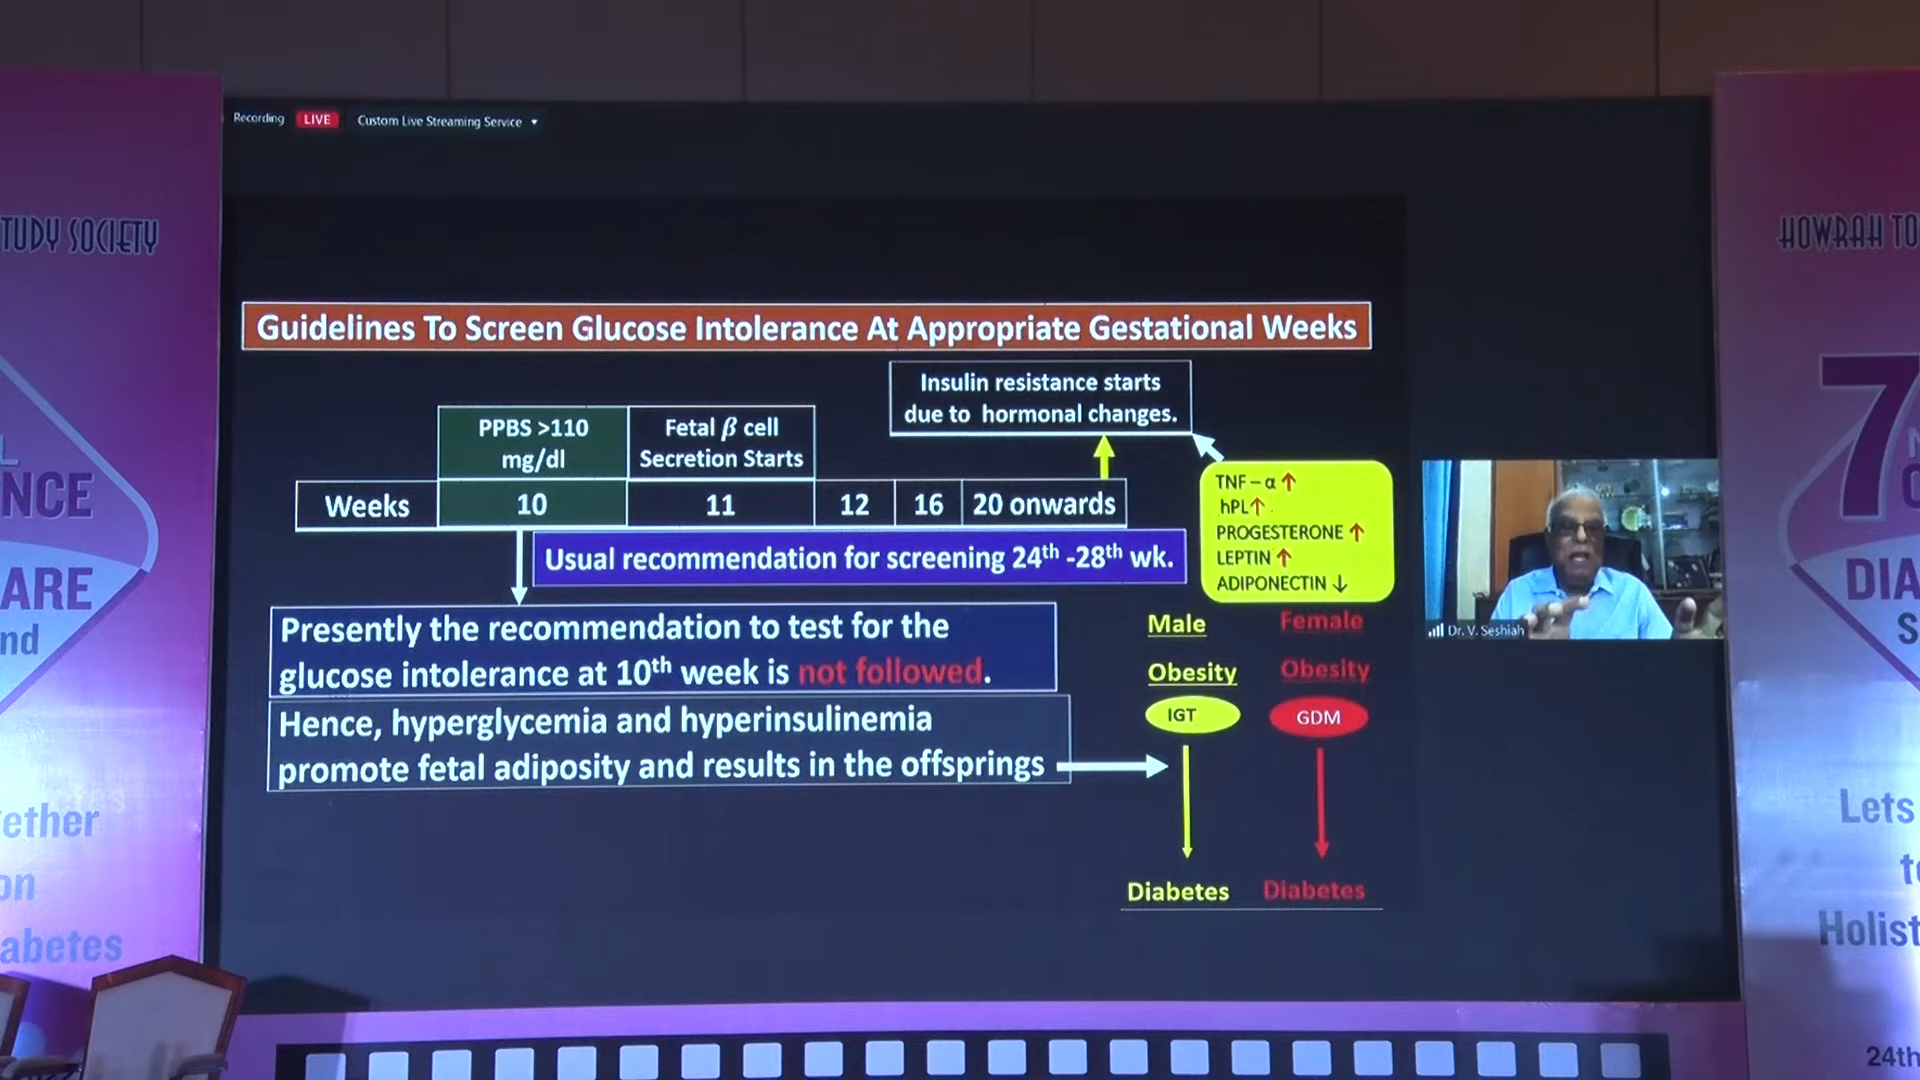 Recording LIVE Custom Live Streaming Service
TUDY SOCIETY
HOWRAH TO
Guidelines To Screen Glucose Intolerance At Appropriate Gestational Weeks
Insulin resistance starts
due to hormonal changes.
PPBS >110
mg/dl
Fetal β cell
Secretion Starts
Weeks 10 11 12 16 20 onwards
TNF – α ↑
hPL ↑
PROGESTERONE ↑
LEPTIN ↑
ADIPONECTIN ↓
Usual recommendation for screening 24th -28th wk.
Presently the recommendation to test for the
glucose intolerance at 10th week is not followed.
Hence, hyperglycemia and hyperinsulinemia
promote fetal adiposity and results in the offsprings
Male Female
Obesity Obesity
IGT GDM
Diabetes Diabetes
Dr. V. Seshiah
L
NCE
ARE
nd
ether
on
abetes
7
DIA
S
Lets
t
Holist
24th